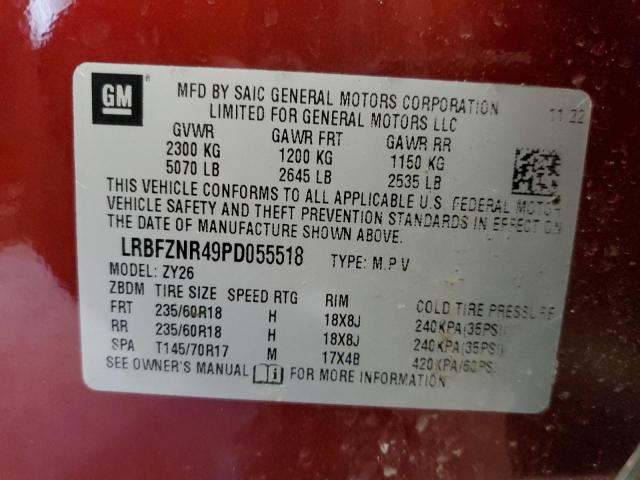 GM
MFD BY SAIC GENERAL MOTORS CORPORATION
LIMITED FOR GENERAL MOTORS LLC
11/22
GVWR GAWR FRT GAWR RR
2300 KG 1200 KG 1150 KG
5070 LB 2645 LB 2535 LB
THIS VEHICLE CONFORMS TO ALL APPLICABLE U.S. FEDERAL MOTOR
VEHICLE SAFETY AND THEFT PREVENTION STANDARDS IN EFFECT ON
THE DATE OF MANUFACTURE SHOWN ABOVE.
LRBFZNR49PD055518 TYPE: M.P.V
MODEL: ZY26
ZBDM TIRE SIZE SPEED RTG RIM COLD TIRE PRESSURE
FRT 235/60R18 H 18X8J 240KPA(35PSI)
RR 235/60R18 H 18X8J 240KPA(35PSI)
SPA T145/70R17 M 17X4B 420KPA/60PSI
SEE OWNER'S MANUAL FOR MORE INFORMATION